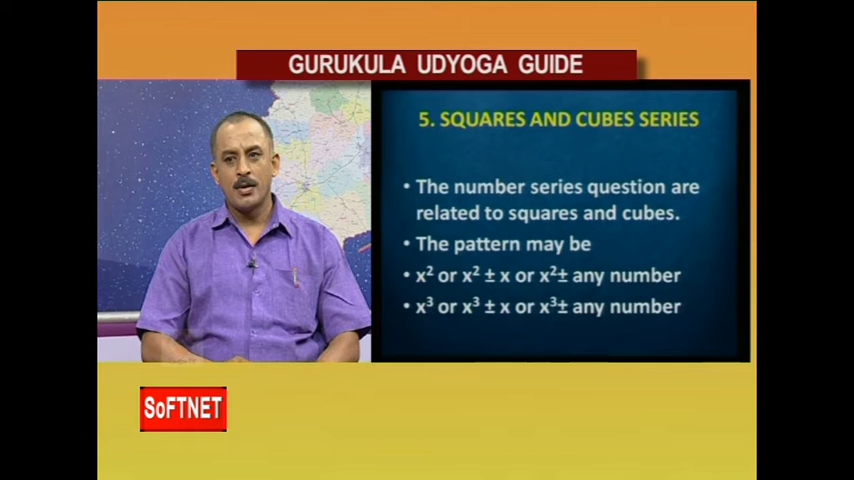 GURUKULA UDYOGA GUIDE
5. SQUARES AND CUBES SERIES
• The number series question are
related to squares and cubes.
• The pattern may be
• x² or x² ± x or x²± any number
• x³ or x³ ± x or x³± any number
SoFTNET